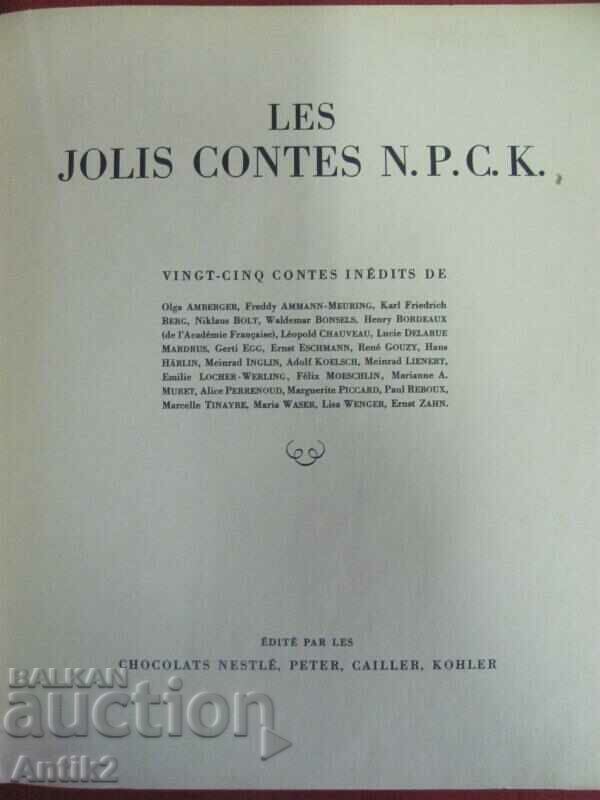 LES
JOLIS CONTES N.P.C.K.
VINGT-CINQ CONTES INÉDITS DE
Olga AMBERGER, Freddy AMMANN-MEURING, Karl Friedrich
BERG, Niklaus BOLT, Waldemar BONSELS, Henry BORDEAUX
(de l'Académie Française), Léopold CHAUVEAU, Lucie DELARUE
MARDRUS, Gerti EGG, Ernst ESCHMANN, René GOUZY, Hans
HÄRLIN, Meinrad INGLIN, Adolf KOELSCH, Meinrad LIENERT,
Emilie LOCHER-WERLING, Félix MOESCHLIN, Marianne A.
MURET, Alice PERRENOUD, Marguerite PICCARD, Paul REBOUX,
Marcelle TINAYRE, Maria WASER, Lisa WENGER, Ernst ZAHN.
ÉDITÉ PAR LES
CHOCOLATS NESTLÉ, PETER, CAILLER, KOHLER
BALKAN
auction
Antik2